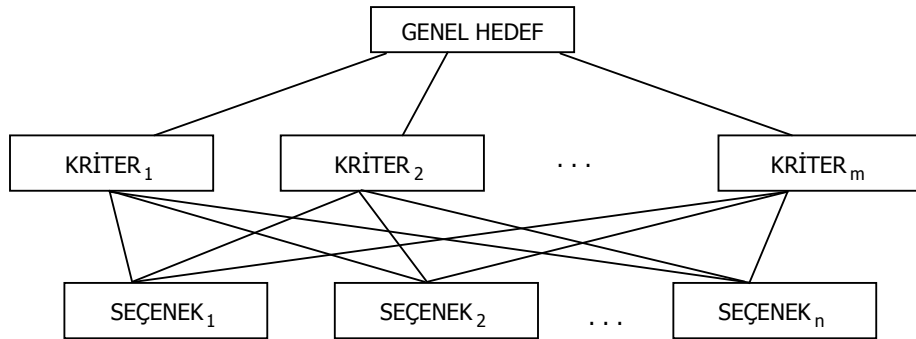 GENEL HEDEF
KRİTER 1 KRİTER 2 . . . KRİTER m
SEÇENEK 1 SEÇENEK 2 . . . SEÇENEK n